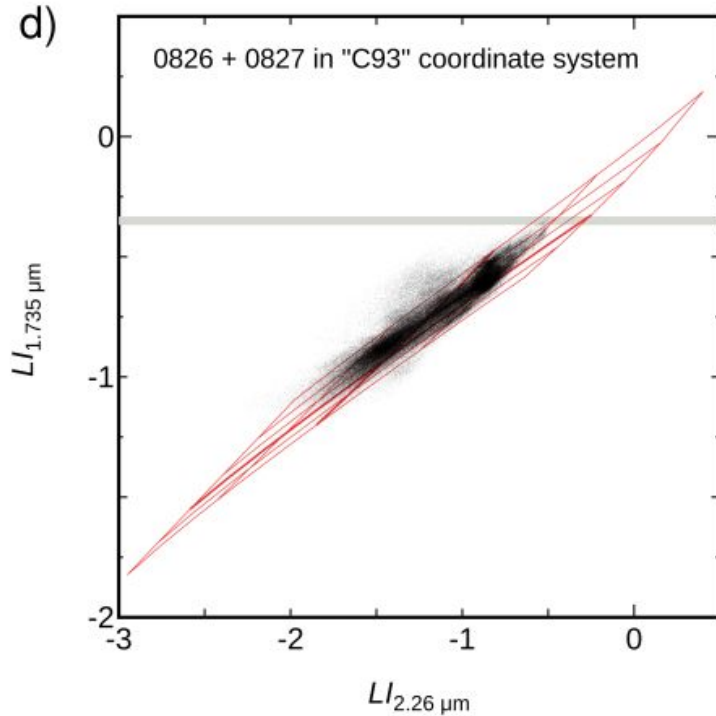 d)
0826 + 0827 in "C93" coordinate system
0
-1
-2
-3 -2 -1 0
LI1.735 µm
LI2.26 µm